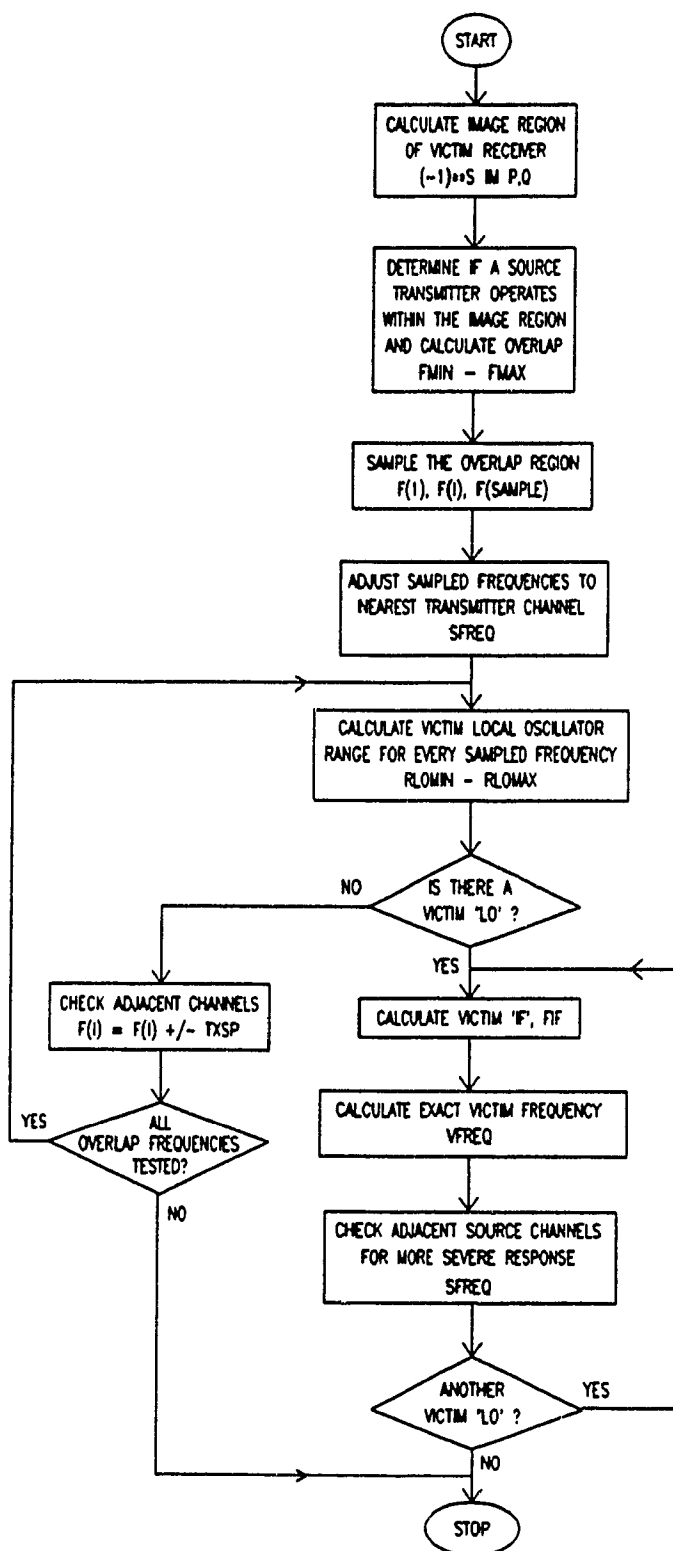 START
CALCULATE IMAGE REGION
OF VICTIM RECEIVER
(-1)**S IM P,Q
DETERMINE IF A SOURCE
TRANSMITTER OPERATES
WITHIN THE IMAGE REGION
AND CALCULATE OVERLAP
FMIN - FMAX
SAMPLE THE OVERLAP REGION
F(1), F(I), F(SAMPLE)
ADJUST SAMPLED FREQUENCIES TO
NEAREST TRANSMITTER CHANNEL
SFREQ
CALCULATE VICTIM LOCAL OSCILLATOR
RANGE FOR EVERY SAMPLED FREQUENCY
RLOMIN - RLOMAX
NO
IS THERE A
VICTIM 'LO' ?
YES
CHECK ADJACENT CHANNELS
F(I) = F(I) +/- TXSP
CALCULATE VICTIM 'IF', FIF
YES
ALL
OVERLAP FREQUENCIES
TESTED?
NO
CALCULATE EXACT VICTIM FREQUENCY
VFREQ
CHECK ADJACENT SOURCE CHANNELS
FOR MORE SEVERE RESPONSE
SFREQ
ANOTHER
VICTIM 'LO' ?
YES
NO
STOP